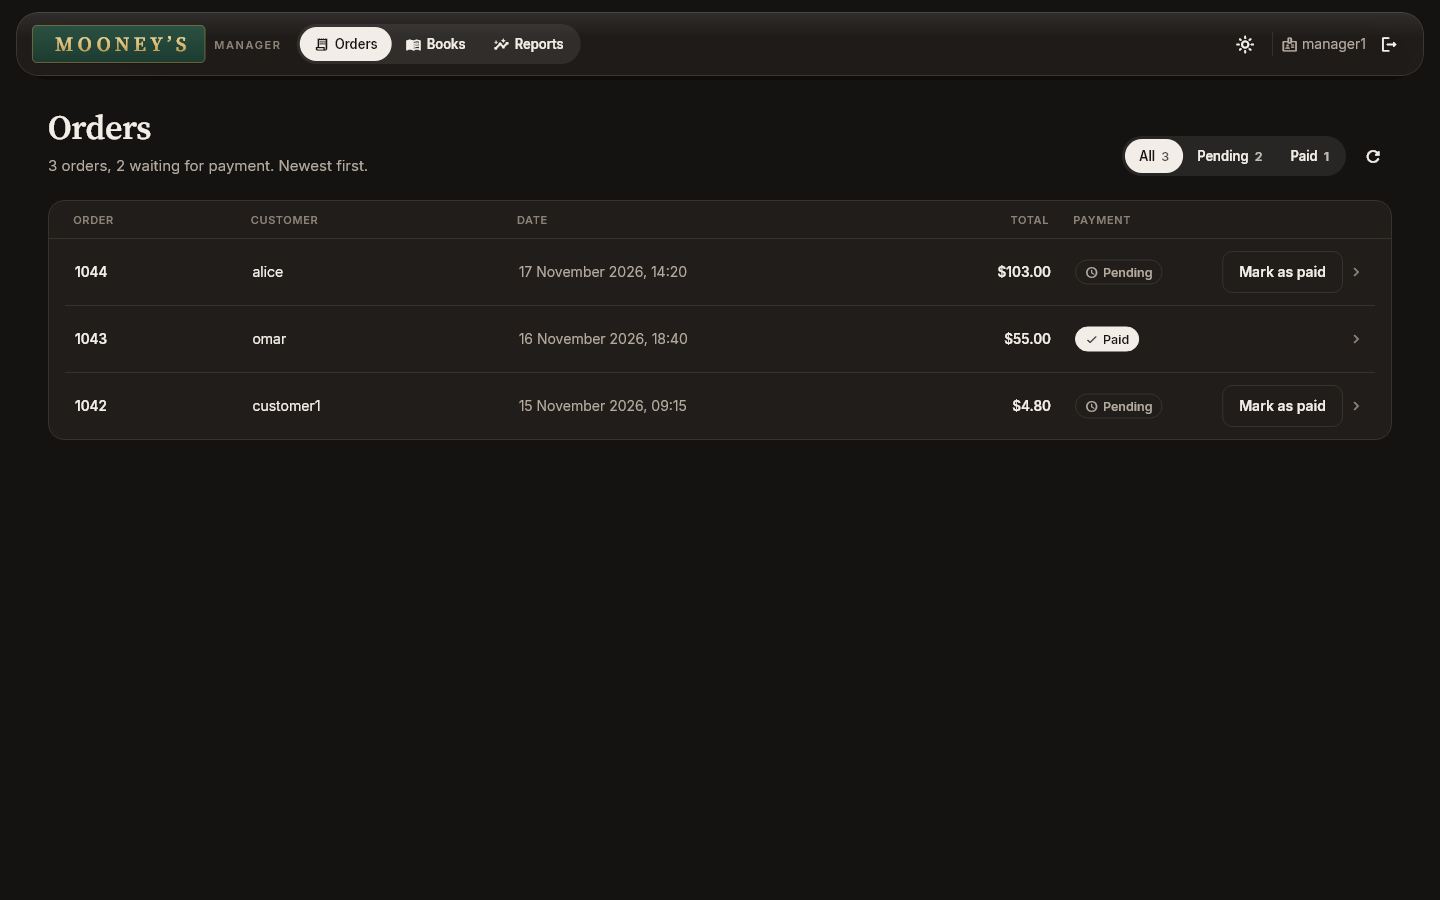 MOONEY’S MANAGER Orders Books Reports manager1
Orders
3 orders, 2 waiting for payment. Newest first.
All 3 Pending 2 Paid 1
ORDER CUSTOMER DATE TOTAL PAYMENT
1044 alice 17 November 2026, 14:20 $103.00 Pending Mark as paid
1043 omar 16 November 2026, 18:40 $55.00 Paid
1042 customer1 15 November 2026, 09:15 $4.80 Pending Mark as paid